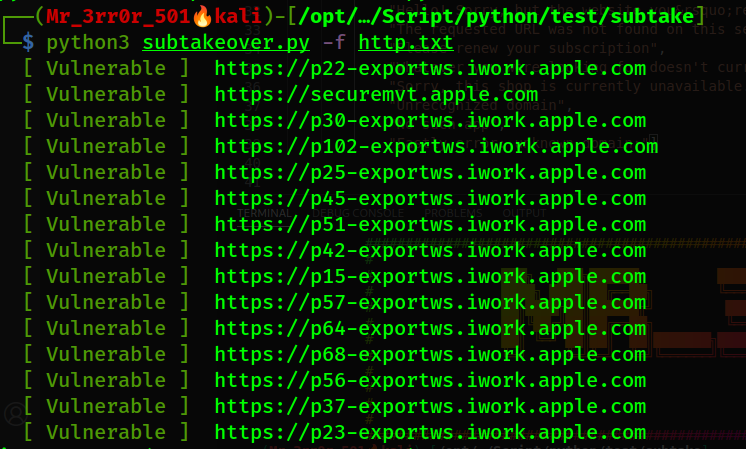 ┌──(Mr_3rr0r_501🔥kali)-[/opt/…/Script/python/test/subtake]
└─$ python3 subtakeover.py -f http.txt
[ Vulnerable ] https://p22-exportws.iwork.apple.com
[ Vulnerable ] https://securemvt.apple.com
[ Vulnerable ] https://p30-exportws.iwork.apple.com
[ Vulnerable ] https://p102-exportws.iwork.apple.com
[ Vulnerable ] https://p25-exportws.iwork.apple.com
[ Vulnerable ] https://p45-exportws.iwork.apple.com
[ Vulnerable ] https://p51-exportws.iwork.apple.com
[ Vulnerable ] https://p42-exportws.iwork.apple.com
[ Vulnerable ] https://p15-exportws.iwork.apple.com
[ Vulnerable ] https://p57-exportws.iwork.apple.com
[ Vulnerable ] https://p64-exportws.iwork.apple.com
[ Vulnerable ] https://p68-exportws.iwork.apple.com
[ Vulnerable ] https://p56-exportws.iwork.apple.com
[ Vulnerable ] https://p37-exportws.iwork.apple.com
[ Vulnerable ] https://p23-exportws.iwork.apple.com
TERMINAL DEBUG CONSOLE PROBLEMS OUTPUT